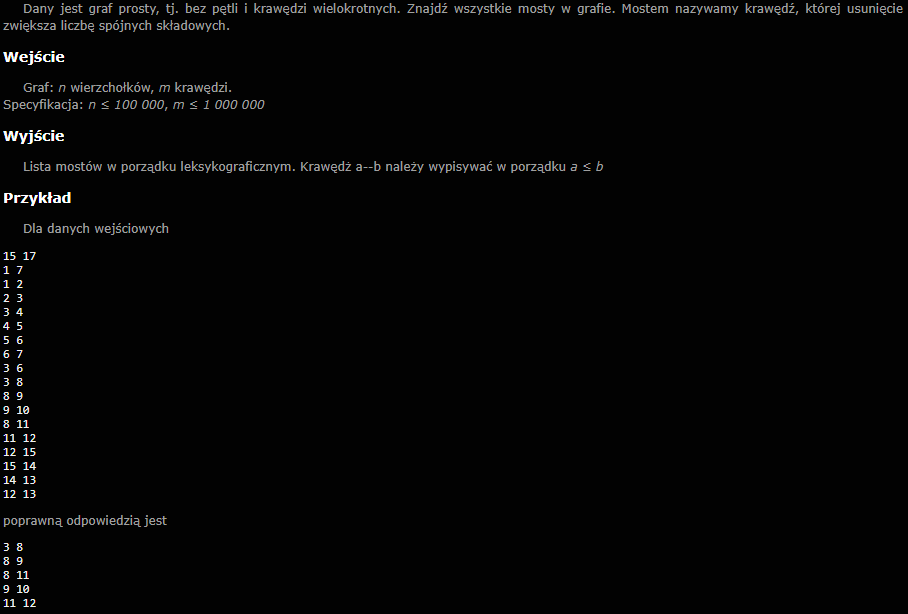 Dany jest graf prosty, tj. bez pętli i krawędzi wielokrotnych. Znajdź wszystkie mosty w grafie. Mostem nazywamy krawędź, której usunięcie
zwiększa liczbę spójnych składowych.
Wejście
Graf: n wierzchołków, m krawędzi.
Specyfikacja: n ≤ 100 000, m ≤ 1 000 000
Wyjście
Lista mostów w porządku leksykograficznym. Krawędź a--b należy wypisywać w porządku a ≤ b
Przykład
Dla danych wejściowych
15 17
1 7
1 2
2 3
3 4
4 5
5 6
6 7
3 6
3 8
8 9
9 10
8 11
11 12
12 15
15 14
14 13
12 13
poprawną odpowiedzią jest
3 8
8 9
8 11
9 10
11 12